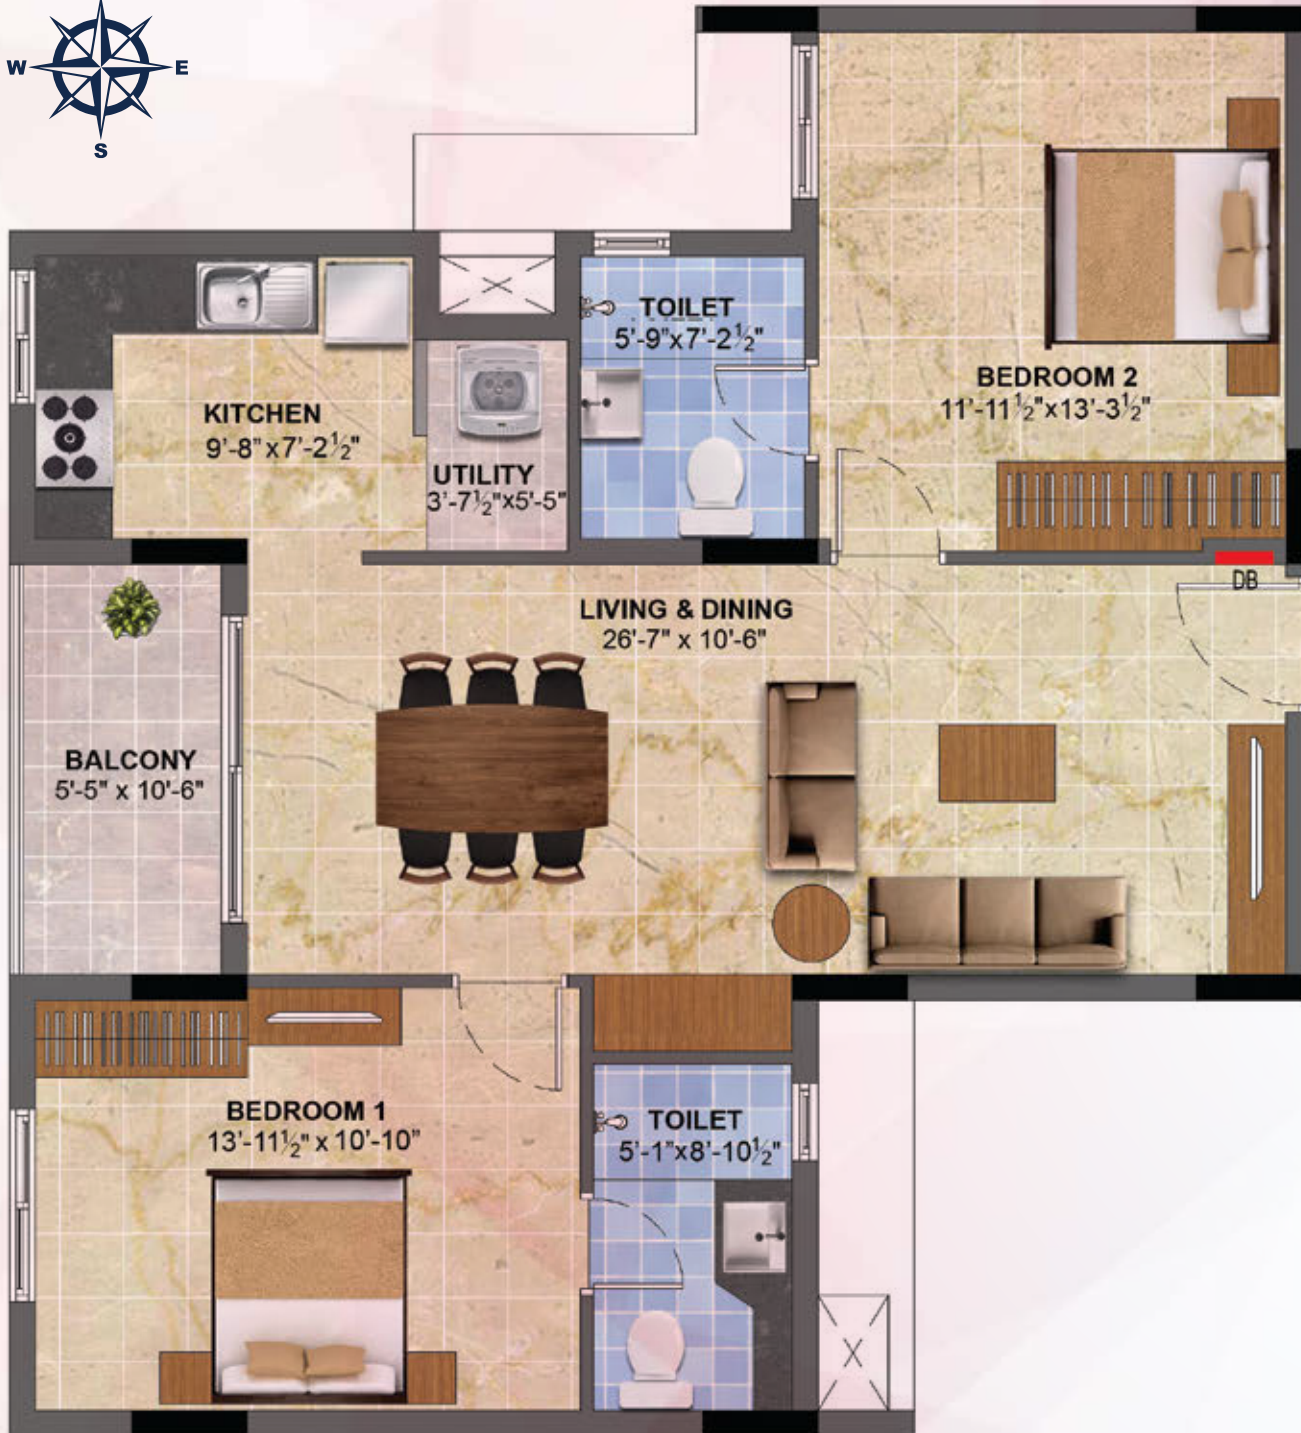 W
E
S
TOILET
5'-9"x7'-2½"
BEDROOM 2
11'-11½"x13'-3½"
KITCHEN
9'-8"x7'-2½"
UTILITY
3'-7½"x5'-5"
DB
LIVING & DINING
26'-7" x 10'-6"
BALCONY
5'-5" x 10'-6"
BEDROOM 1
13'-11½" x 10'-10"
TOILET
5'-1"x8'-10½"